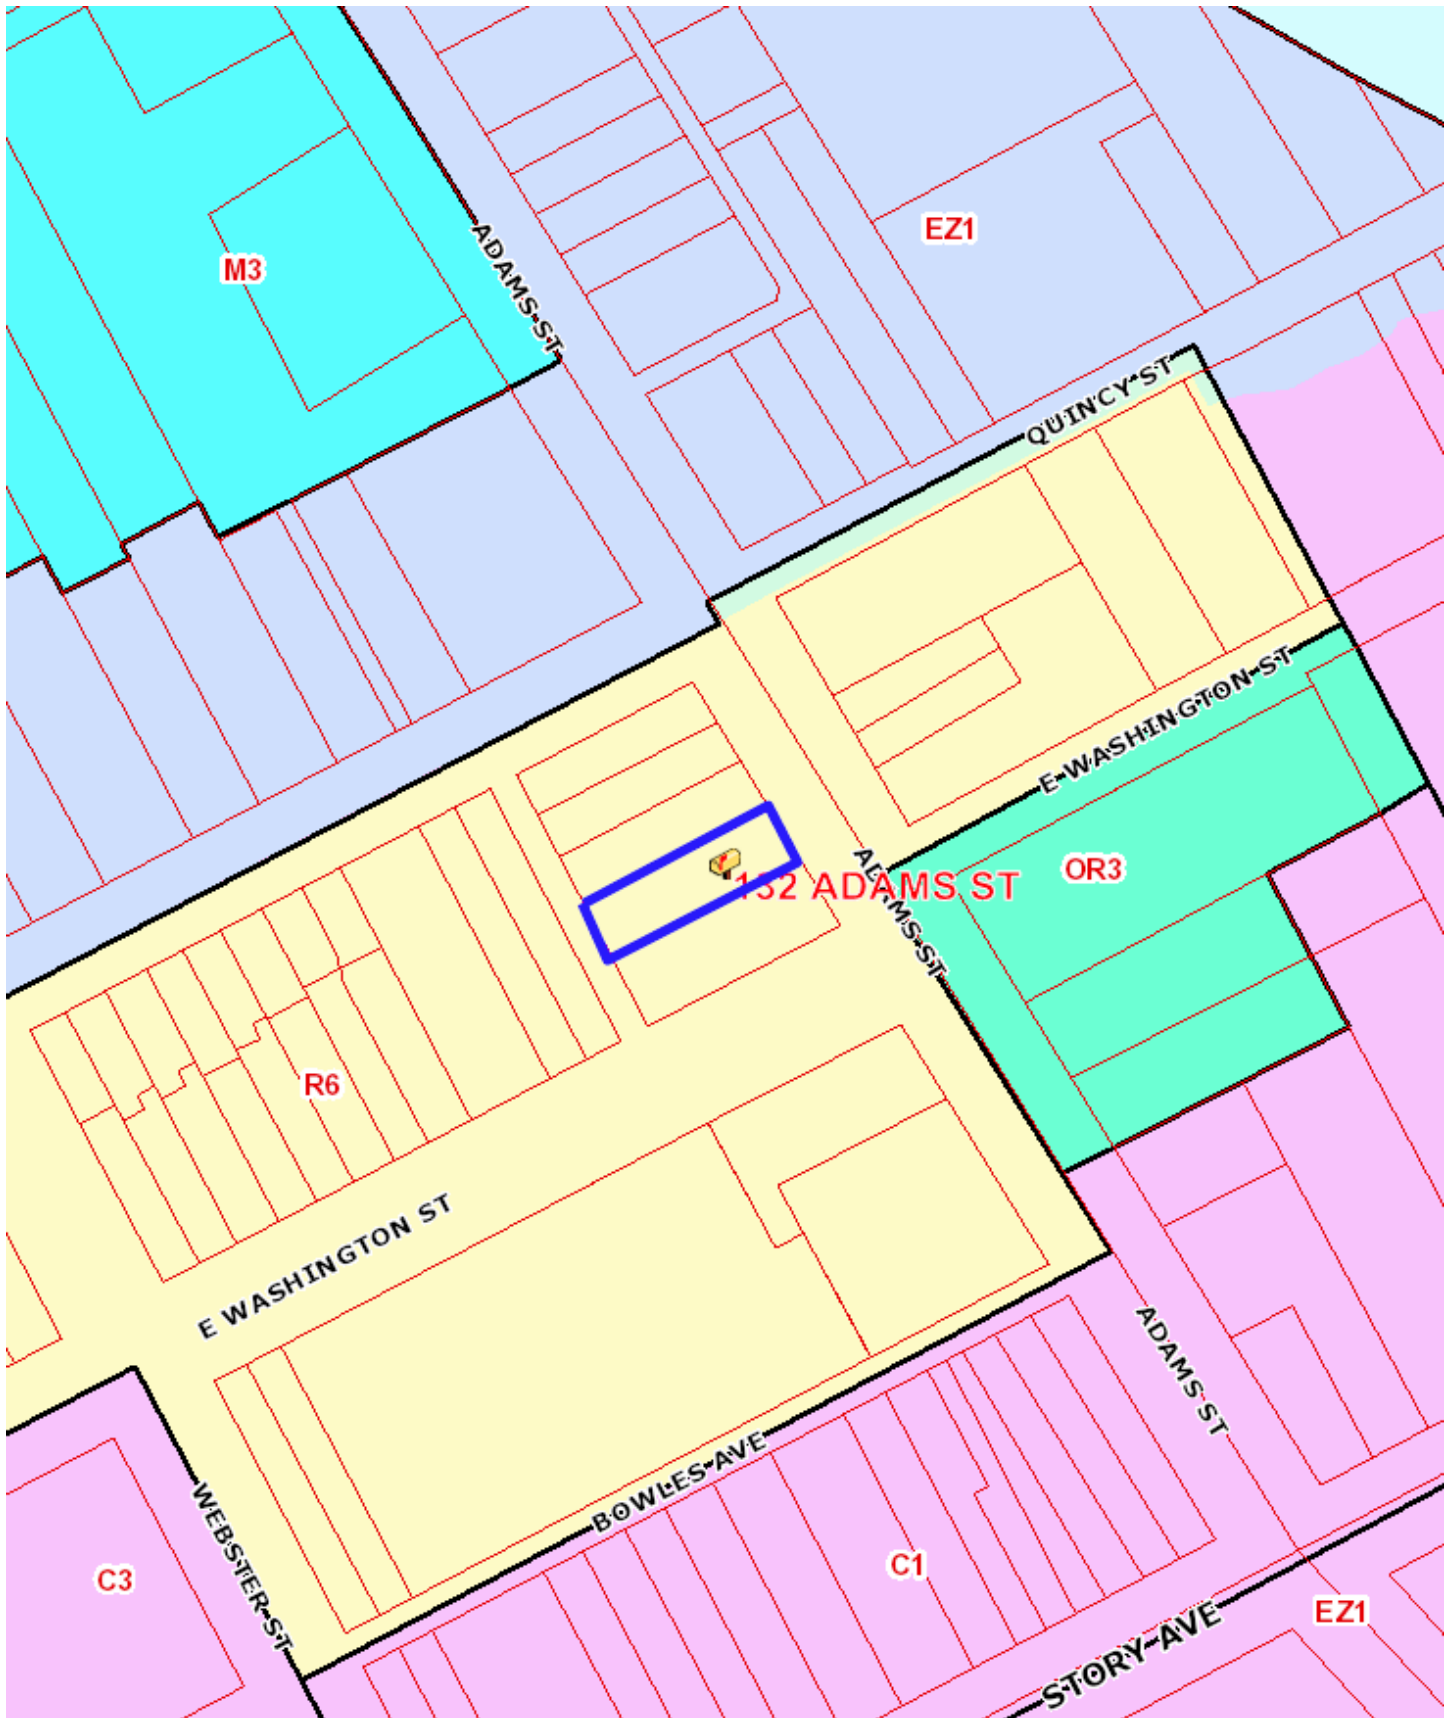 ADAMS ST
EZ1
M3
QUINCY ST
E WASHINGTON ST
132 ADAMS ST
OR3
ADAMS ST
R6
E WASHINGTON ST
ADAMS ST
BOWLES AVE
WEBSTER ST
C3
C1
EZ1
STORY AVE